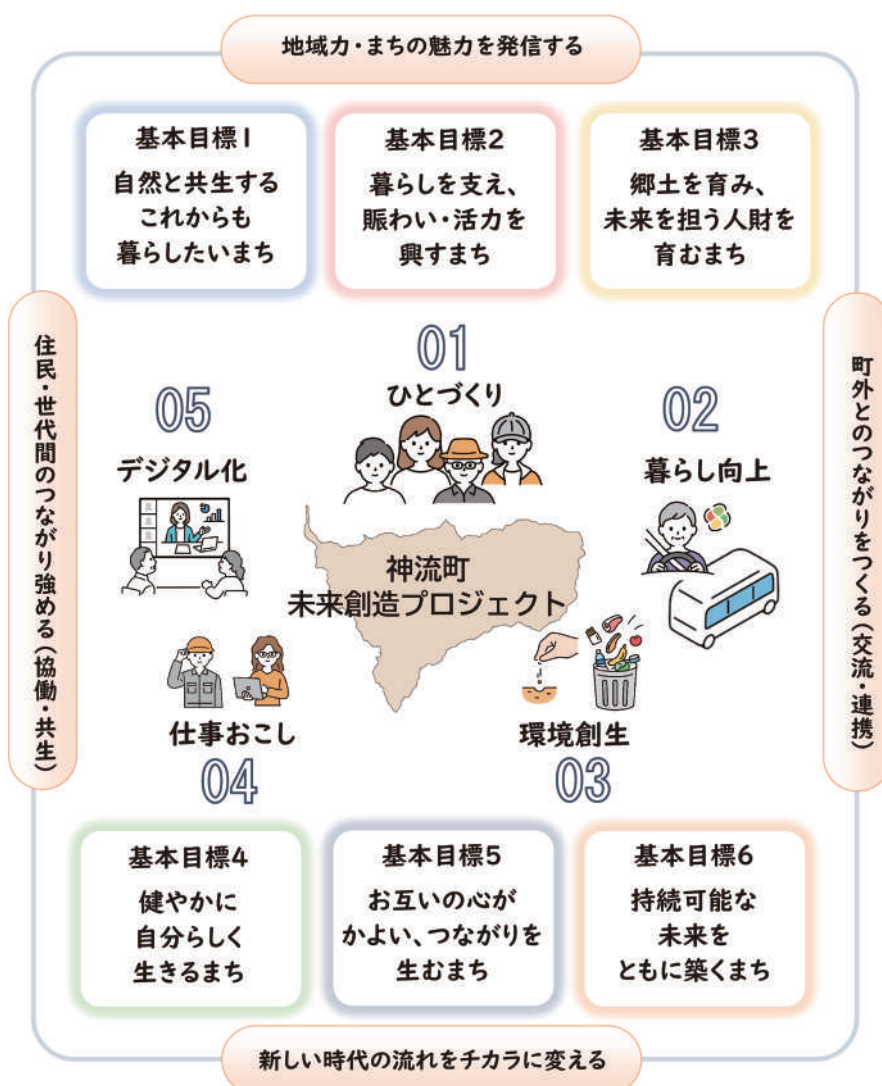 地域力・まちの魅力を発信する
基本目標1
自然と共生する
これからも
暮らしたいまち
基本目標2
暮らしを支え、
賑わい・活力を
興すまち
基本目標3
郷土を育み、
未来を担う人財を
育むまち
住民・世代間のつながり強める(協働・共生)
町外とのつながりをつくる(交流・連携)
01
ひとづくり
02
暮らし向上
05
デジタル化
神流町
未来創造プロジェクト
仕事おこし
04
環境創生
03
基本目標4
健やかに
自分らしく
生きるまち
基本目標5
お互いの心が
かよい、つながりを
生むまち
基本目標6
持続可能な
未来を
ともに築くまち
新しい時代の流れをチカラに変える